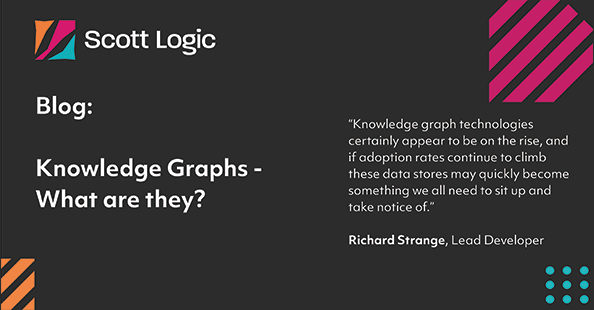 Scott Logic
Blog:
Knowledge Graphs -
What are they?
“Knowledge graph technologies
certainly appear to be on the rise, and
if adoption rates continue to climb
these data stores may quickly become
something we all need to sit up and
take notice of.”
Richard Strange, Lead Developer